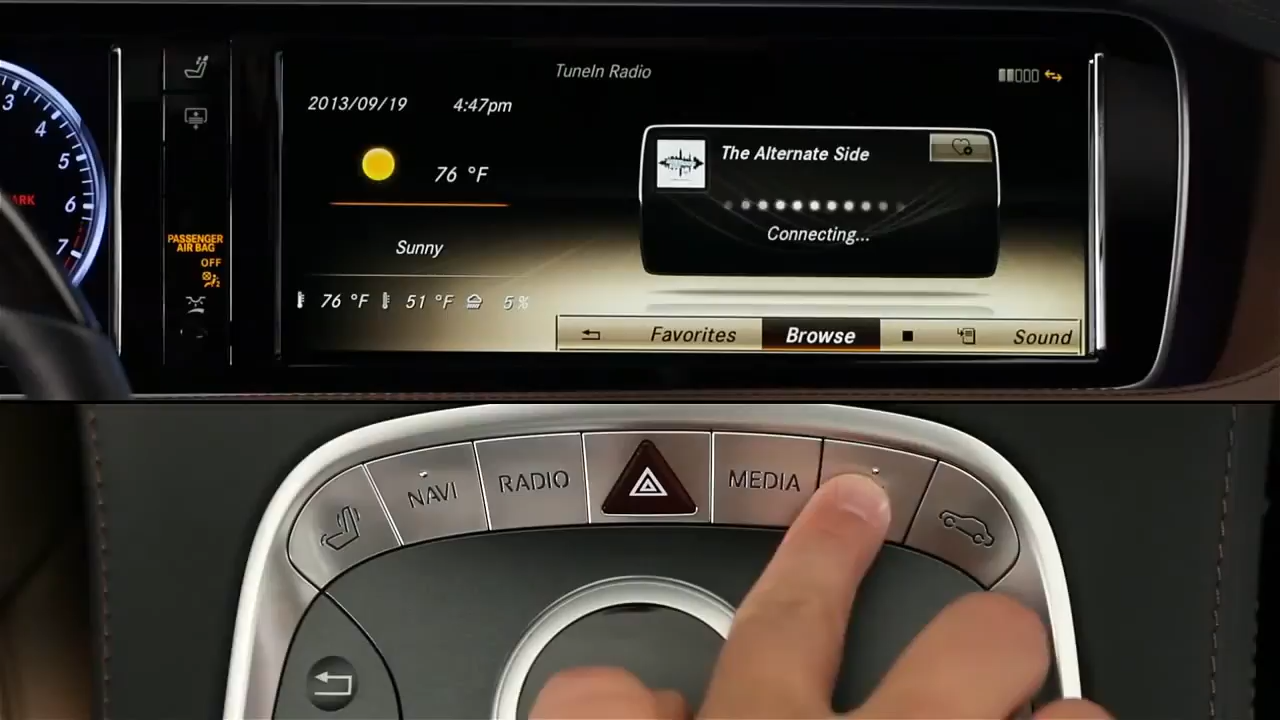 TuneIn Radio
2013/09/19 4:47pm
76 °F
Sunny
76 °F 51 °F 5 %
The Alternate Side
Connecting...
Favorites Browse Sound
3
4
5
6
7
ARK
PASSENGER
AIR BAG
OFF
NAVI RADIO MEDIA